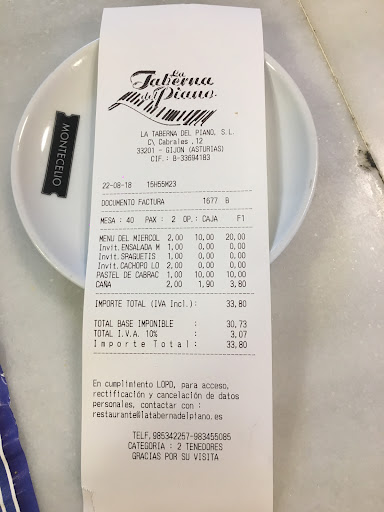 La
Taberna
del Piano.
LA TABERNA DEL PIANO, S.L.
C\ Cabrales ,12
33201 - GIJON (ASTURIAS)
CIF.: B-33694183
MONTECELIO
22-08-18 15H55M23
DOCUMENTO FACTURA 1677 B
MESA : 40 PAX : 2 OP.: CAJA F1
MENU DEL MIERCOL 2,00 10,00 20,00
Invit.ENSALADA M 1,00 0,00 0,00
Invit.SPAGUETIS 1,00 0,00 0,00
Invit.CACHOPO LO 2,00 0,00 0,00
PASTEL DE CABRAC 1,00 10,00 10,00
CAÑA 2,00 1,90 3,80
IMPORTE TOTAL (IVA Incl.): 33,80
TOTAL BASE IMPONIBLE : 30,73
TOTAL I.V.A. 10% : 3,07
Importe Total: 33,80
En cumplimiento LOPD, para acceso,
rectificación y cancelación de datos
personales, contactar con :
restaurante@latabernadelpiano.es
TELF.985342257-983455085
CATEGORIA : 2 TENEDORES
GRACIAS POR SU VISITA